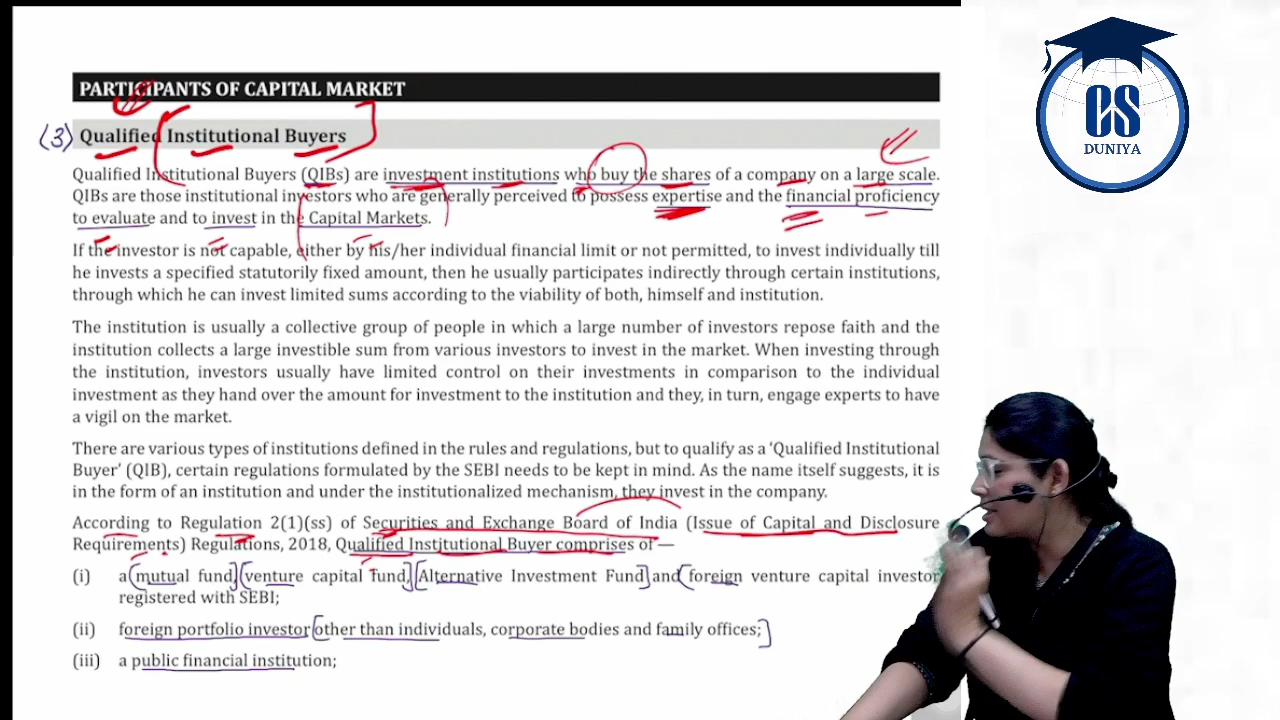 PARTICIPANTS OF CAPITAL MARKET
(3) Qualified Institutional Buyers
Qualified Institutional Buyers (QIBs) are investment institutions who buy the shares of a company on a large scale.
QIBs are those institutional investors who are generally perceived to possess expertise and the financial proficiency
to evaluate and to invest in the Capital Markets.
If the investor is not capable, either by his/her individual financial limit or not permitted, to invest individually till
he invests a specified statutorily fixed amount, then he usually participates indirectly through certain institutions,
through which he can invest limited sums according to the viability of both, himself and institution.
The institution is usually a collective group of people in which a large number of investors repose faith and the
institution collects a large investible sum from various investors to invest in the market. When investing through
the institution, investors usually have limited control on their investments in comparison to the individual
investment as they hand over the amount for investment to the institution and they, in turn, engage experts to have
a vigil on the market.
There are various types of institutions defined in the rules and regulations, but to qualify as a ‘Qualified Institutional
Buyer’ (QIB), certain regulations formulated by the SEBI needs to be kept in mind. As the name itself suggests, it is
in the form of an institution and under the institutionalized mechanism, they invest in the company.
According to Regulation 2(1)(ss) of Securities and Exchange Board of India (Issue of Capital and Disclosure
Requirements) Regulations, 2018, Qualified Institutional Buyer comprises of —
(i) a mutual fund, venture capital fund, Alternative Investment Fund and foreign venture capital investor
registered with SEBI;
(ii) foreign portfolio investor other than individuals, corporate bodies and family offices;
(iii) a public financial institution;
CS
DUNIYA